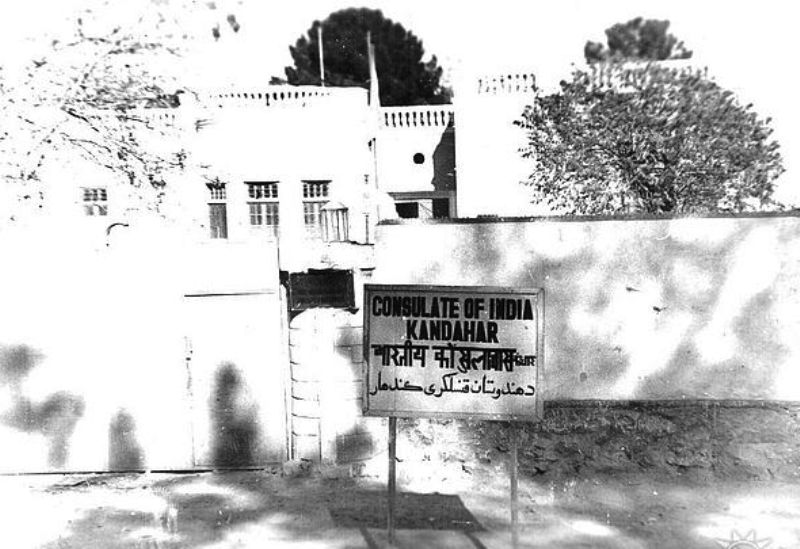 CONSULATE OF INDIA
KANDAHAR
भारतीय कोंसुलावास कंधार
دهندوستان قنسلگری کندهار